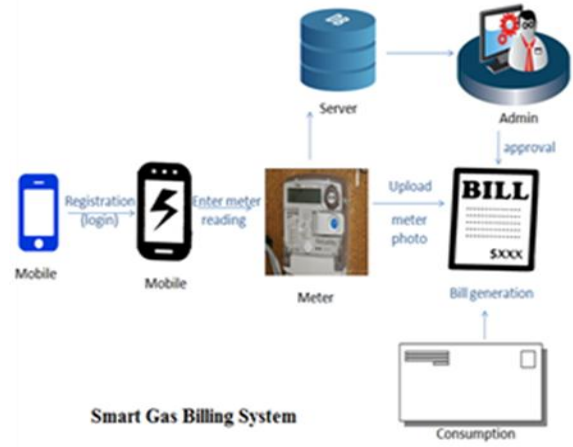 Server
Admin
approval
Registration
(login)
Enter meter
reading
Upload
meter
photo
BILL
$XXX
Mobile
Mobile
Meter
Bill generation
Smart Gas Billing System
Consumption